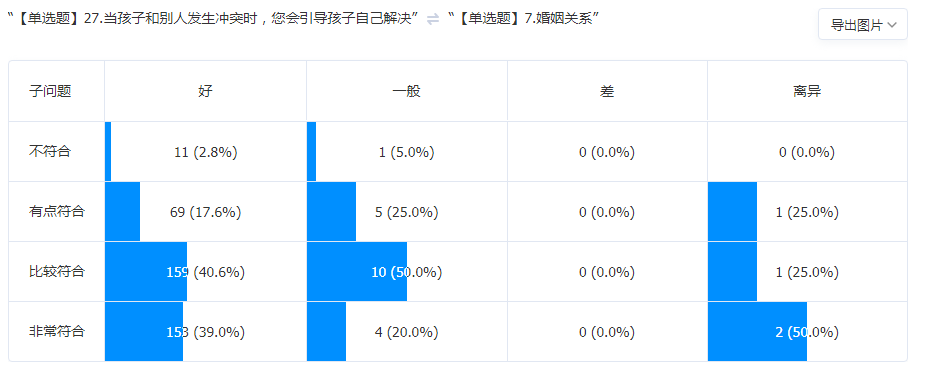 “【单选题】27.当孩子和别人发生冲突时，您会引导孩子自己解决” ⇌ “【单选题】7.婚姻关系”
导出图片
子问题 好 一般 差 离异
不符合 11 (2.8%) 1 (5.0%) 0 (0.0%) 0 (0.0%)
有点符合 69 (17.6%) 5 (25.0%) 0 (0.0%) 1 (25.0%)
比较符合 159 (40.6%) 10 (50.0%) 0 (0.0%) 1 (25.0%)
非常符合 153 (39.0%) 4 (20.0%) 0 (0.0%) 2 (50.0%)